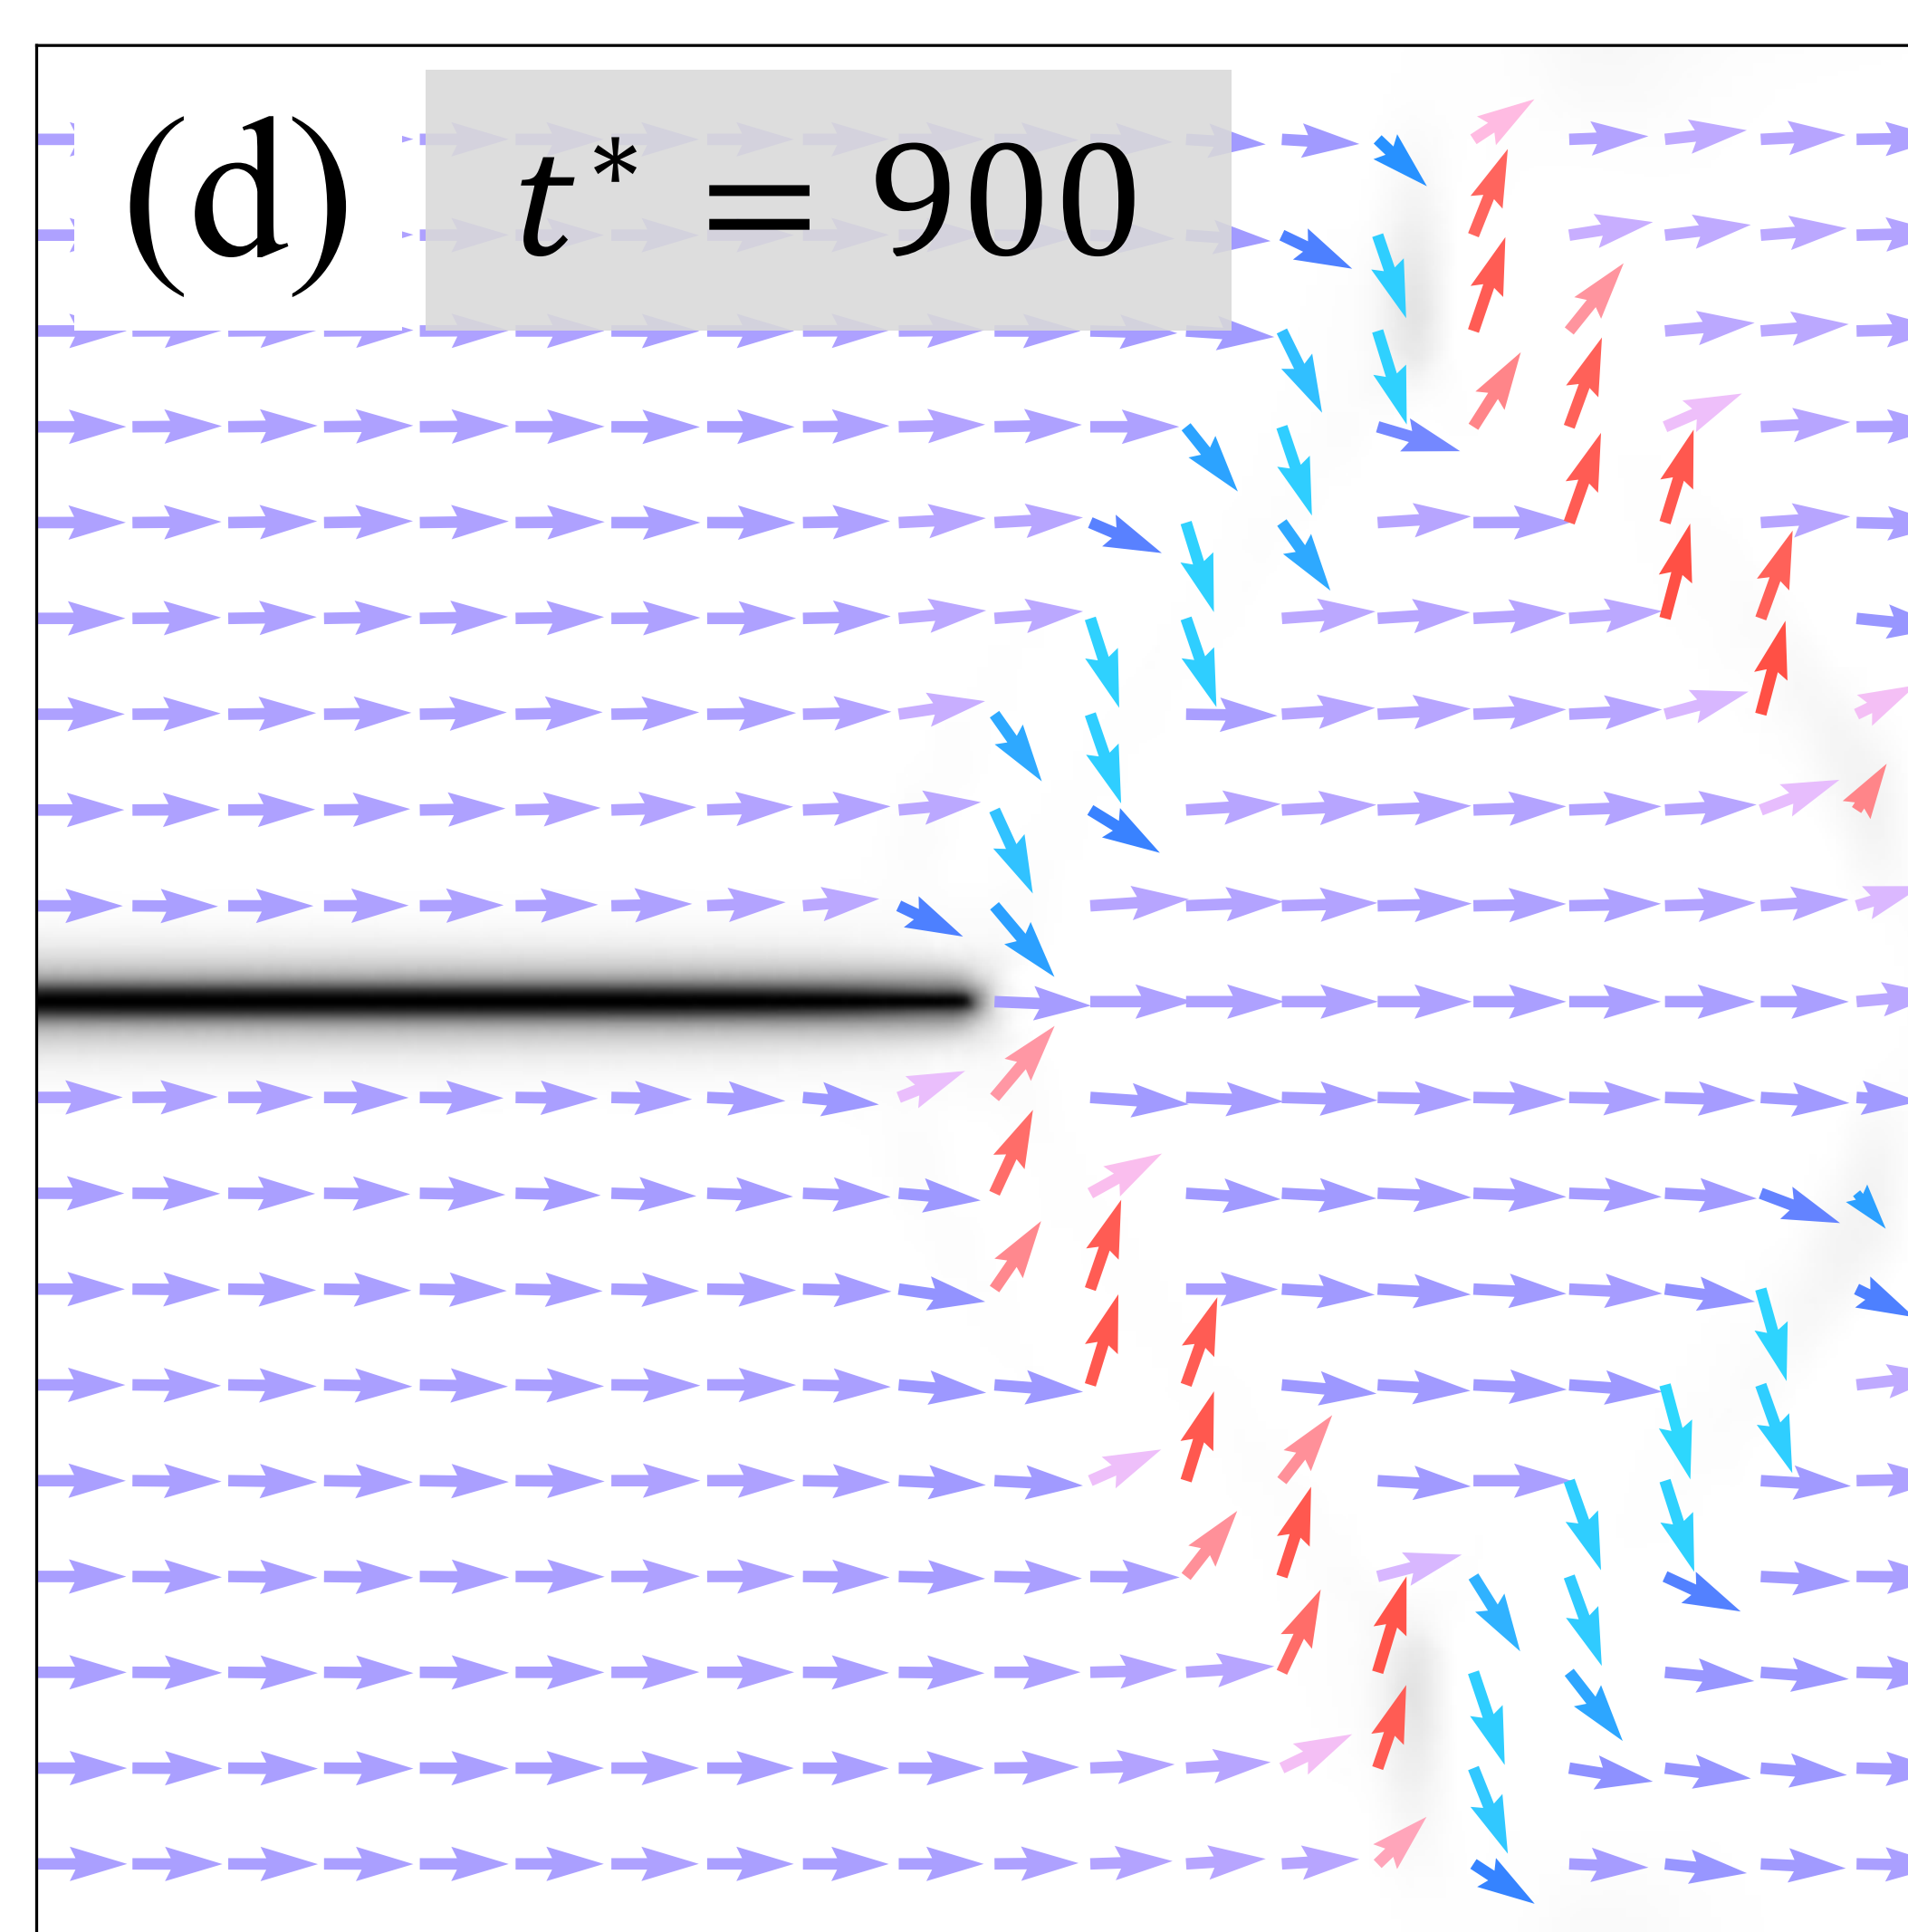 (d) t* = 900